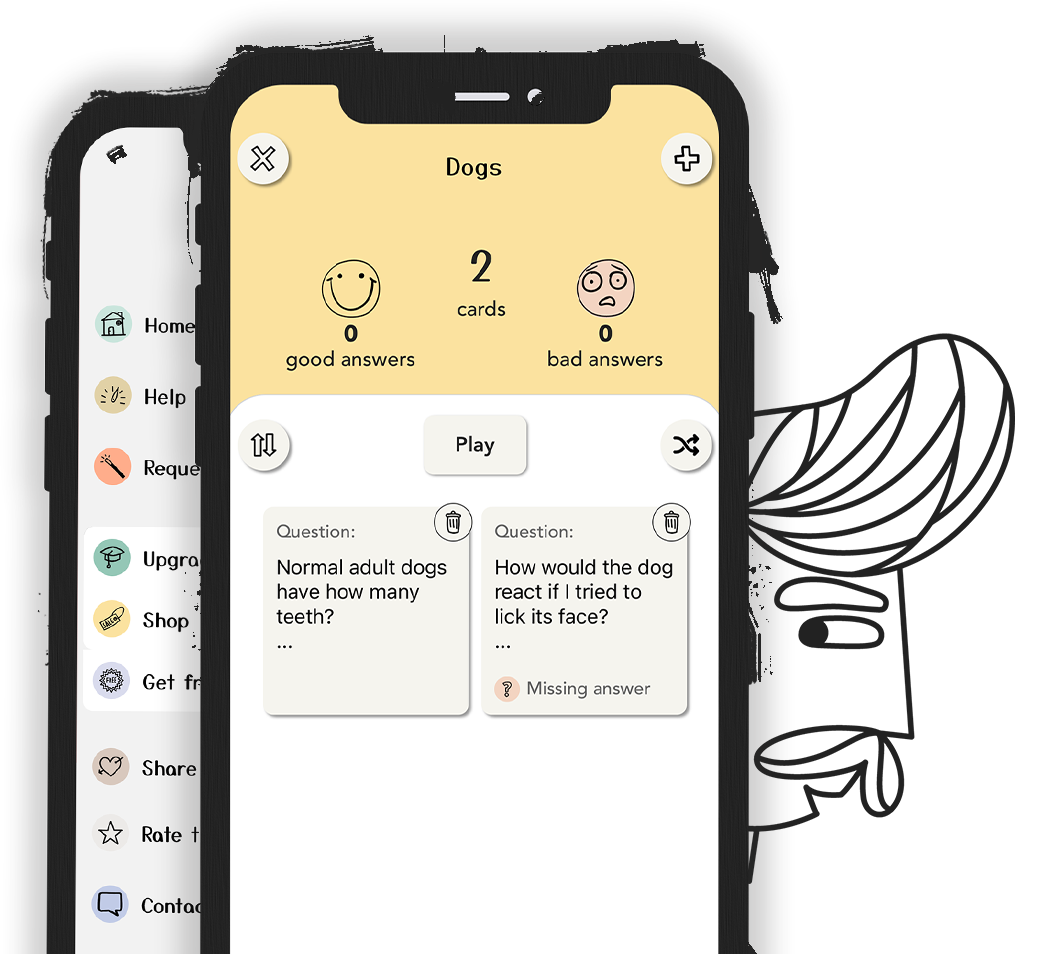 Dogs
2
cards
0
good answers
0
bad answers
Play
Question:
Normal adult dogs
have how many
teeth?
...
Question:
How would the dog
react if I tried to
lick its face?
...
? Missing answer
Home
Help
Reque
Upgra
Shop
FREE
Get fr
Share
Rate t
Contac